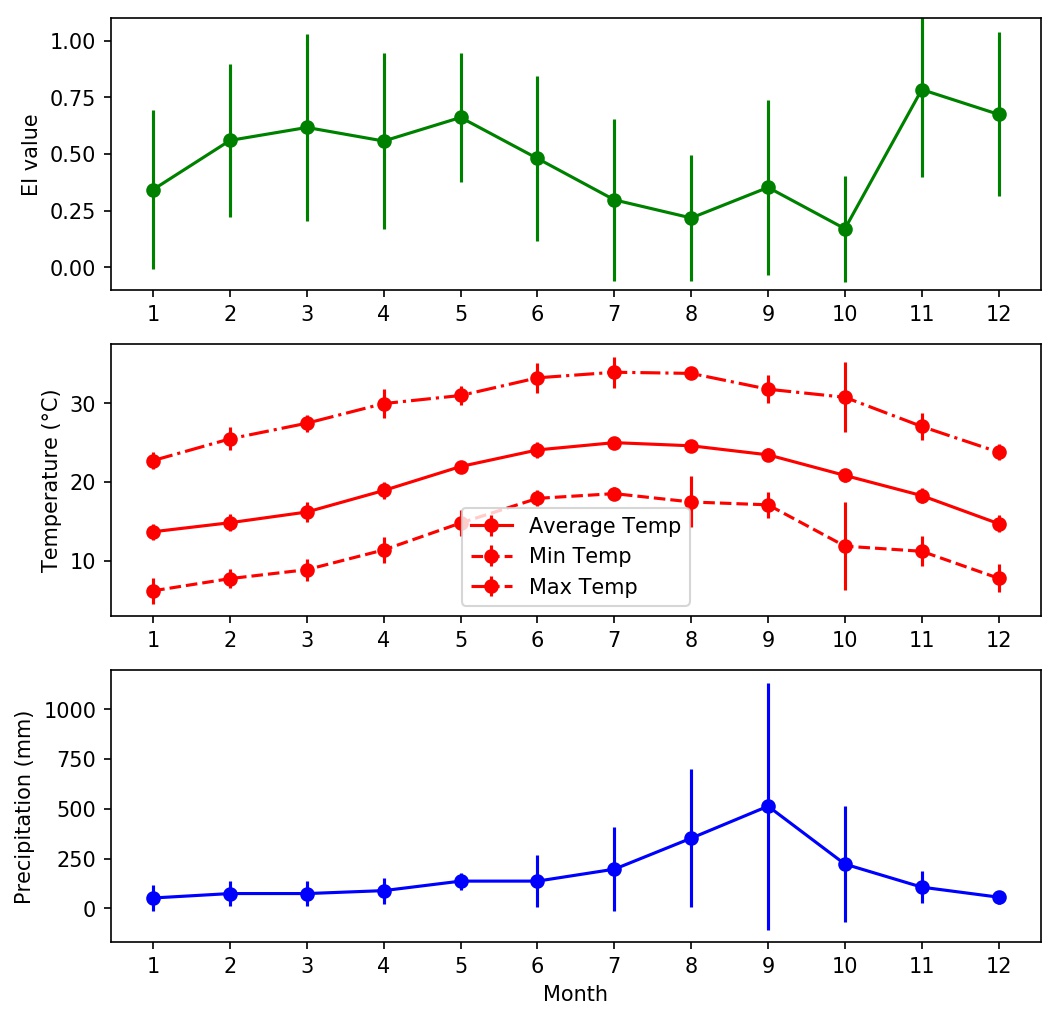 EI value
1.00
0.75
0.50
0.25
0.00
1 2 3 4 5 6 7 8 9 10 11 12
Temperature (°C)
30
20
10
Average Temp
Min Temp
Max Temp
1 2 3 4 5 6 7 8 9 10 11 12
Precipitation (mm)
1000
750
500
250
0
1 2 3 4 5 6 7 8 9 10 11 12
Month